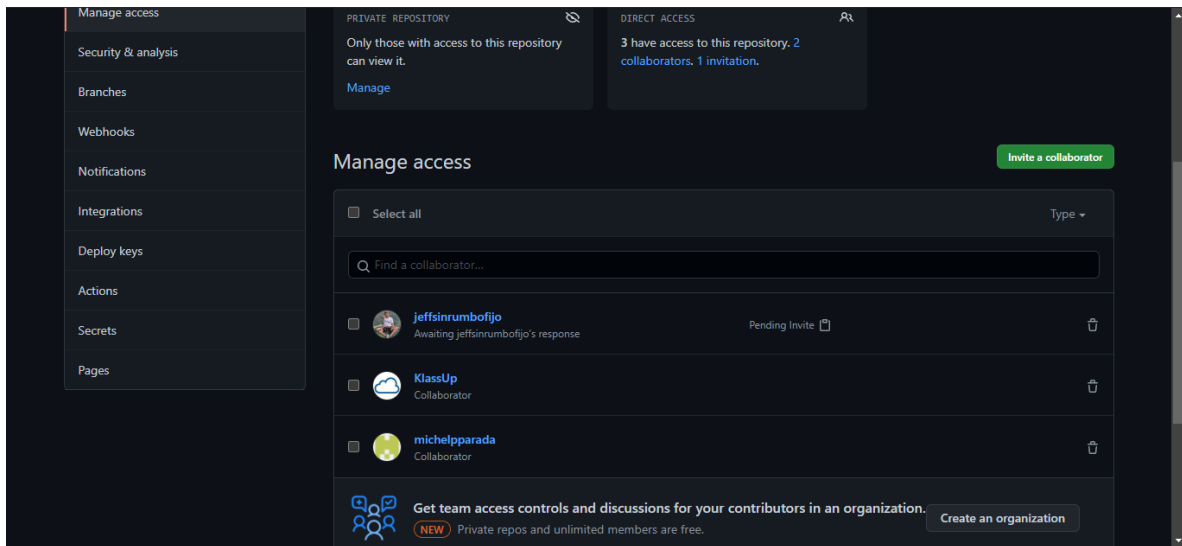 Manage access
Security & analysis
Branches
Webhooks
Notifications
Integrations
Deploy keys
Actions
Secrets
Pages
PRIVATE REPOSITORY
Only those with access to this repository
can view it.
Manage
DIRECT ACCESS
3 have access to this repository. 2
collaborators. 1 invitation.
Manage access
Invite a collaborator
Select all
Type
Find a collaborator...
jeffsinrumbofijo
Awaiting jeffsinrumbofijo's response
Pending Invite
KlassUp
Collaborator
michelpparada
Collaborator
Get team access controls and discussions for your contributors in an organization.
NEW Private repos and unlimited members are free.
Create an organization